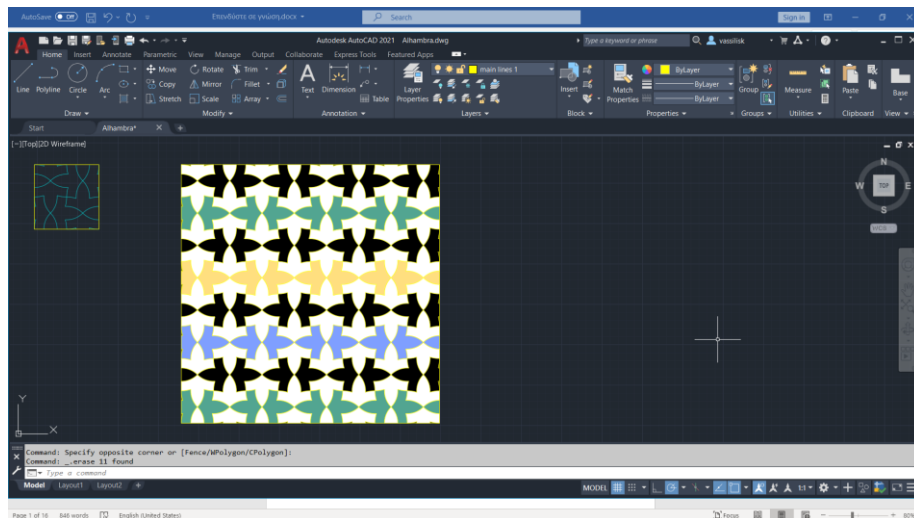 AutoSave Off Επενδύστε σε γνώση.docx Search Sign in
Autodesk AutoCAD 2021 Alhambra.dwg Type a keyword or phrase vassilisk
Home Insert Annotate Parametric View Manage Output Collaborate Express Tools Featured Apps
Line Polyline Circle Arc
Move Rotate Trim
Copy Mirror Fillet
Stretch Scale Array
Text Dimension Table
Layer Properties
main lines 1
Insert
Match Properties
ByLayer
ByLayer
ByLayer
Group Measure Paste Base
Draw Modify Annotation Layers Block Properties Groups Utilities Clipboard View
Start Alhambra*
[-][Top][2D Wireframe]
N
W TOP E
S
WCS
Y
X
Command: Specify opposite corner or [Fence/WPolygon/CPolygon]:
Command: _.erase 11 found
Type a command
Model Layout1 Layout2 + MODEL 1:1
Page 1 of 16 646 words English (United States) Focus 80%